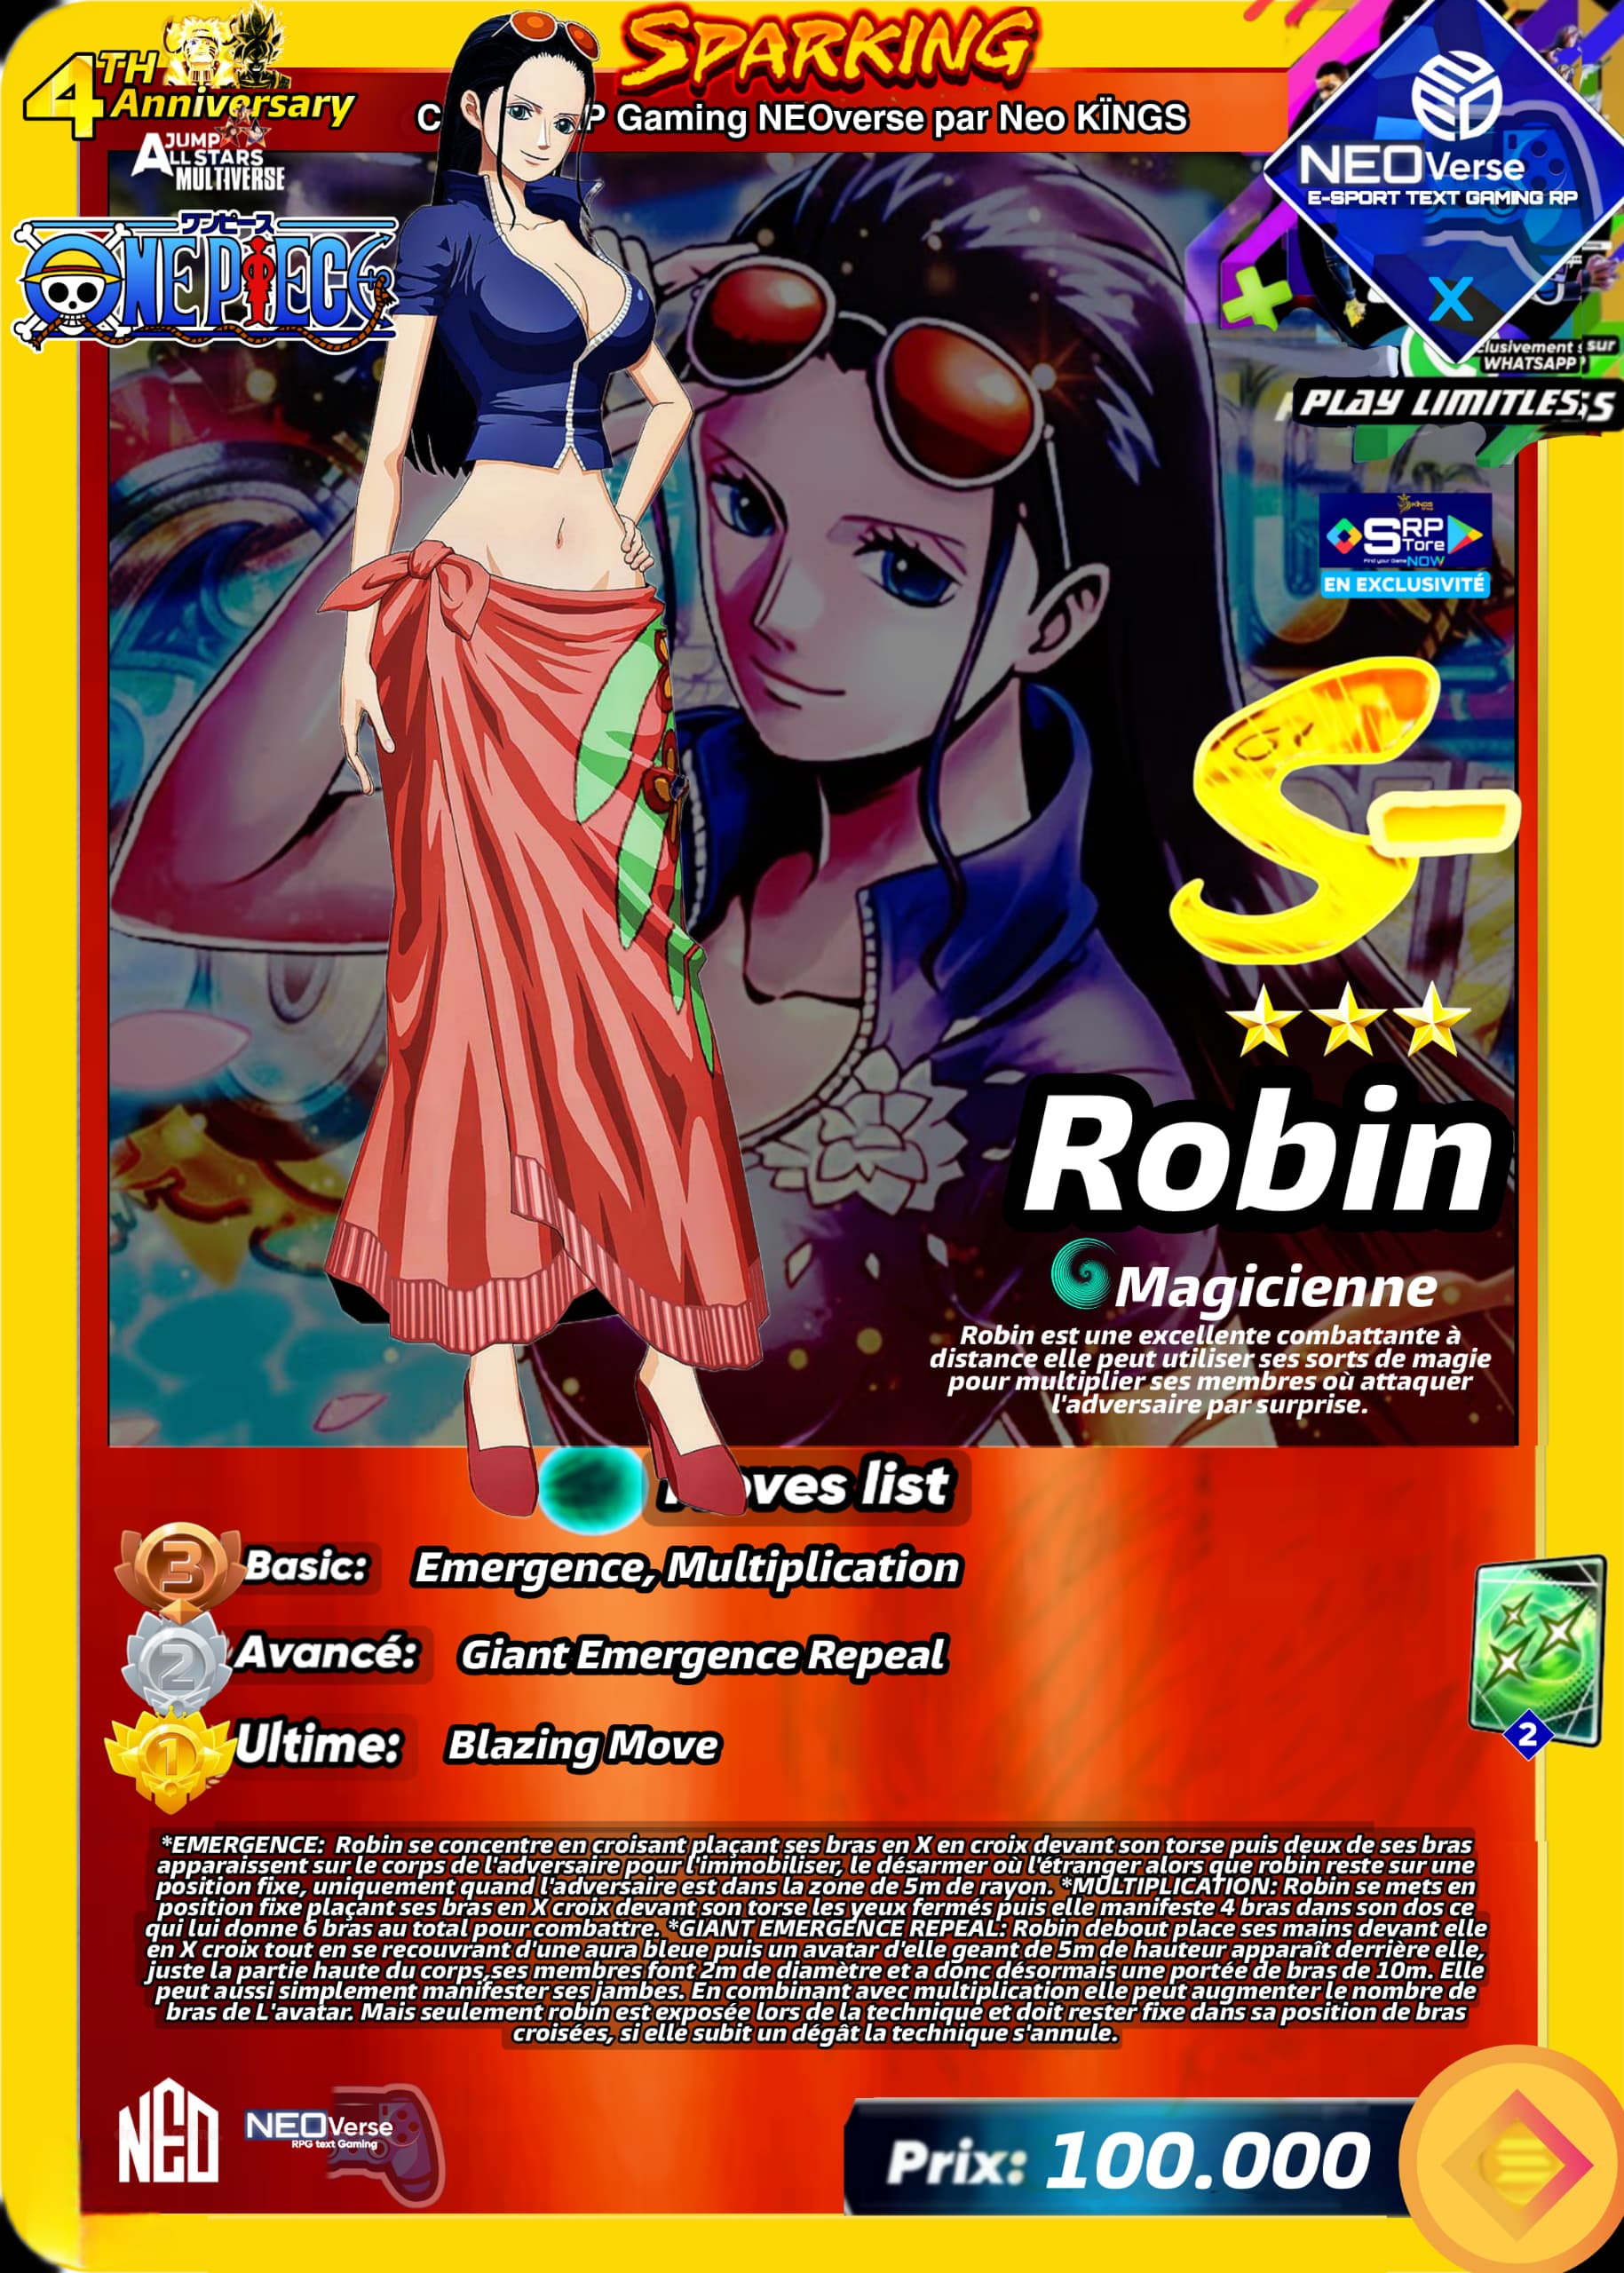 SPARKING
4TH
Anniversary
C P Gaming NEOverse par Neo KÏNGS
JUMP
ALL STARS
MULTIVERSE
ワンピース
ONE PIECE
NEOVerse
E-SPORT TEXT GAMING RP
X
sur
WHATSAPP
PLAY LIMITLESS
SRP
Tore
Find your Game NOW
EN EXCLUSIVITÉ
S-
Robin
Magicienne
Robin est une excellente combattante à
distance elle peut utiliser ses sorts de magie
pour multiplier ses membres où attaquer
l'adversaire par surprise.
oves list
3 Basic: Emergence, Multiplication
2 Avancé: Giant Emergence Repeal
1 Ultime: Blazing Move
2
*EMERGENCE: Robin se concentre en croisant plaçant ses bras en X en croix devant son torse puis deux de ses bras
apparaissent sur le corps de l'adversaire pour l'immobiliser, le désarmer où l'étranger alors que robin reste sur une
position fixe, uniquement quand l'adversaire est dans la zone de 5m de rayon. *MULTIPLICATION: Robin se mets en
position fixe plaçant ses bras en X croix devant son torse les yeux fermés puis elle manifeste 4 bras dans son dos ce
qui lui donne 6 bras au total pour combattre. *GIANT EMERGENCE REPEAL: Robin debout place ses mains devant elle
en X croix tout en se recouvrant d'une aura bleue puis un avatar d'elle geant de 5m de hauteur apparaît derrière elle,
juste la partie haute du corps,ses membres font 2m de diamètre et a donc désormais une portée de bras de 10m. Elle
peut aussi simplement manifester ses jambes. En combinant avec multiplication elle peut augmenter le nombre de
bras de L'avatar. Mais seulement robin est exposée lors de la technique et doit rester fixe dans sa position de bras
croisées, si elle subit un dégât la technique s'annule.
NEO
NEOVerse
RPG text Gaming
Prix: 100.000